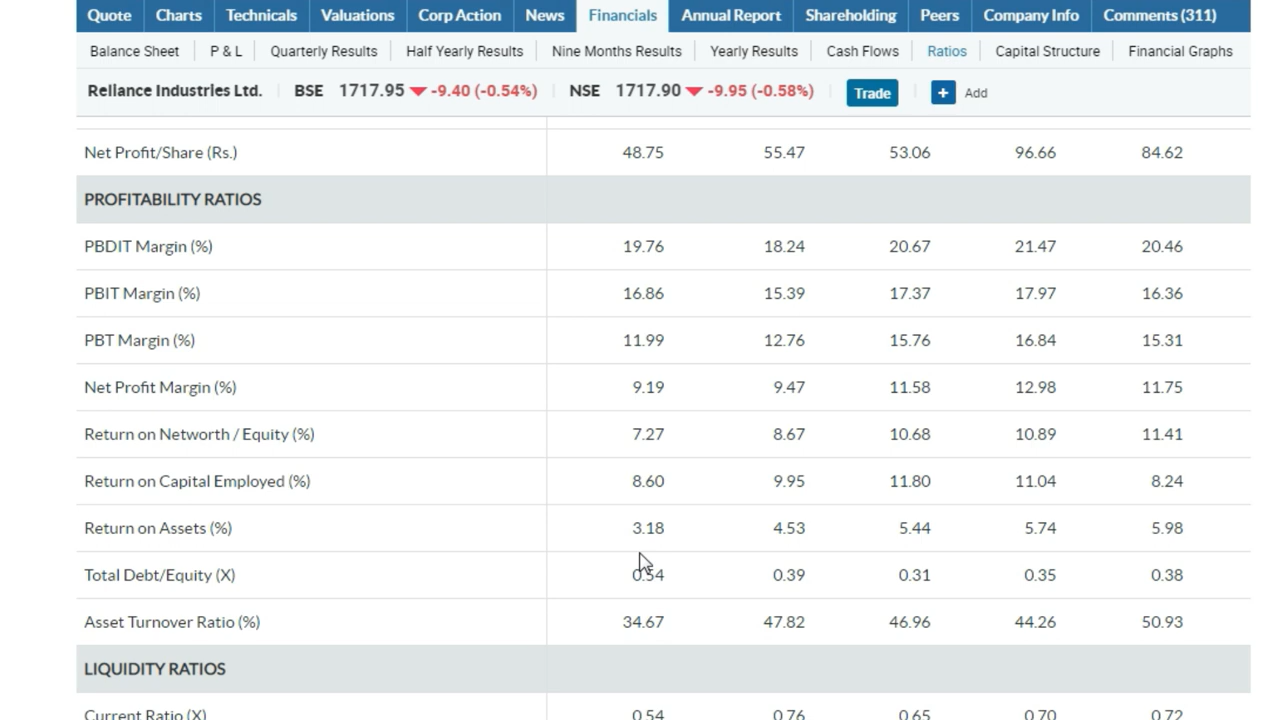 Quote Charts Technicals Valuations Corp Action News Financials Annual Report Shareholding Peers Company Info Comments (311)
Balance Sheet P & L Quarterly Results Half Yearly Results Nine Months Results Yearly Results Cash Flows Ratios Capital Structure Financial Graphs
Reliance Industries Ltd. BSE 1717.95 -9.40 (-0.54%) NSE 1717.90 -9.95 (-0.58%) Trade + Add
Net Profit/Share (Rs.) 48.75 55.47 53.06 96.66 84.62
PROFITABILITY RATIOS
PBDIT Margin (%) 19.76 18.24 20.67 21.47 20.46
PBIT Margin (%) 16.86 15.39 17.37 17.97 16.36
PBT Margin (%) 11.99 12.76 15.76 16.84 15.31
Net Profit Margin (%) 9.19 9.47 11.58 12.98 11.75
Return on Networth / Equity (%) 7.27 8.67 10.68 10.89 11.41
Return on Capital Employed (%) 8.60 9.95 11.80 11.04 8.24
Return on Assets (%) 3.18 4.53 5.44 5.74 5.98
Total Debt/Equity (X) 0.54 0.39 0.31 0.35 0.38
Asset Turnover Ratio (%) 34.67 47.82 46.96 44.26 50.93
LIQUIDITY RATIOS
Current Ratio (X) 0.54 0.76 0.65 0.70 0.72